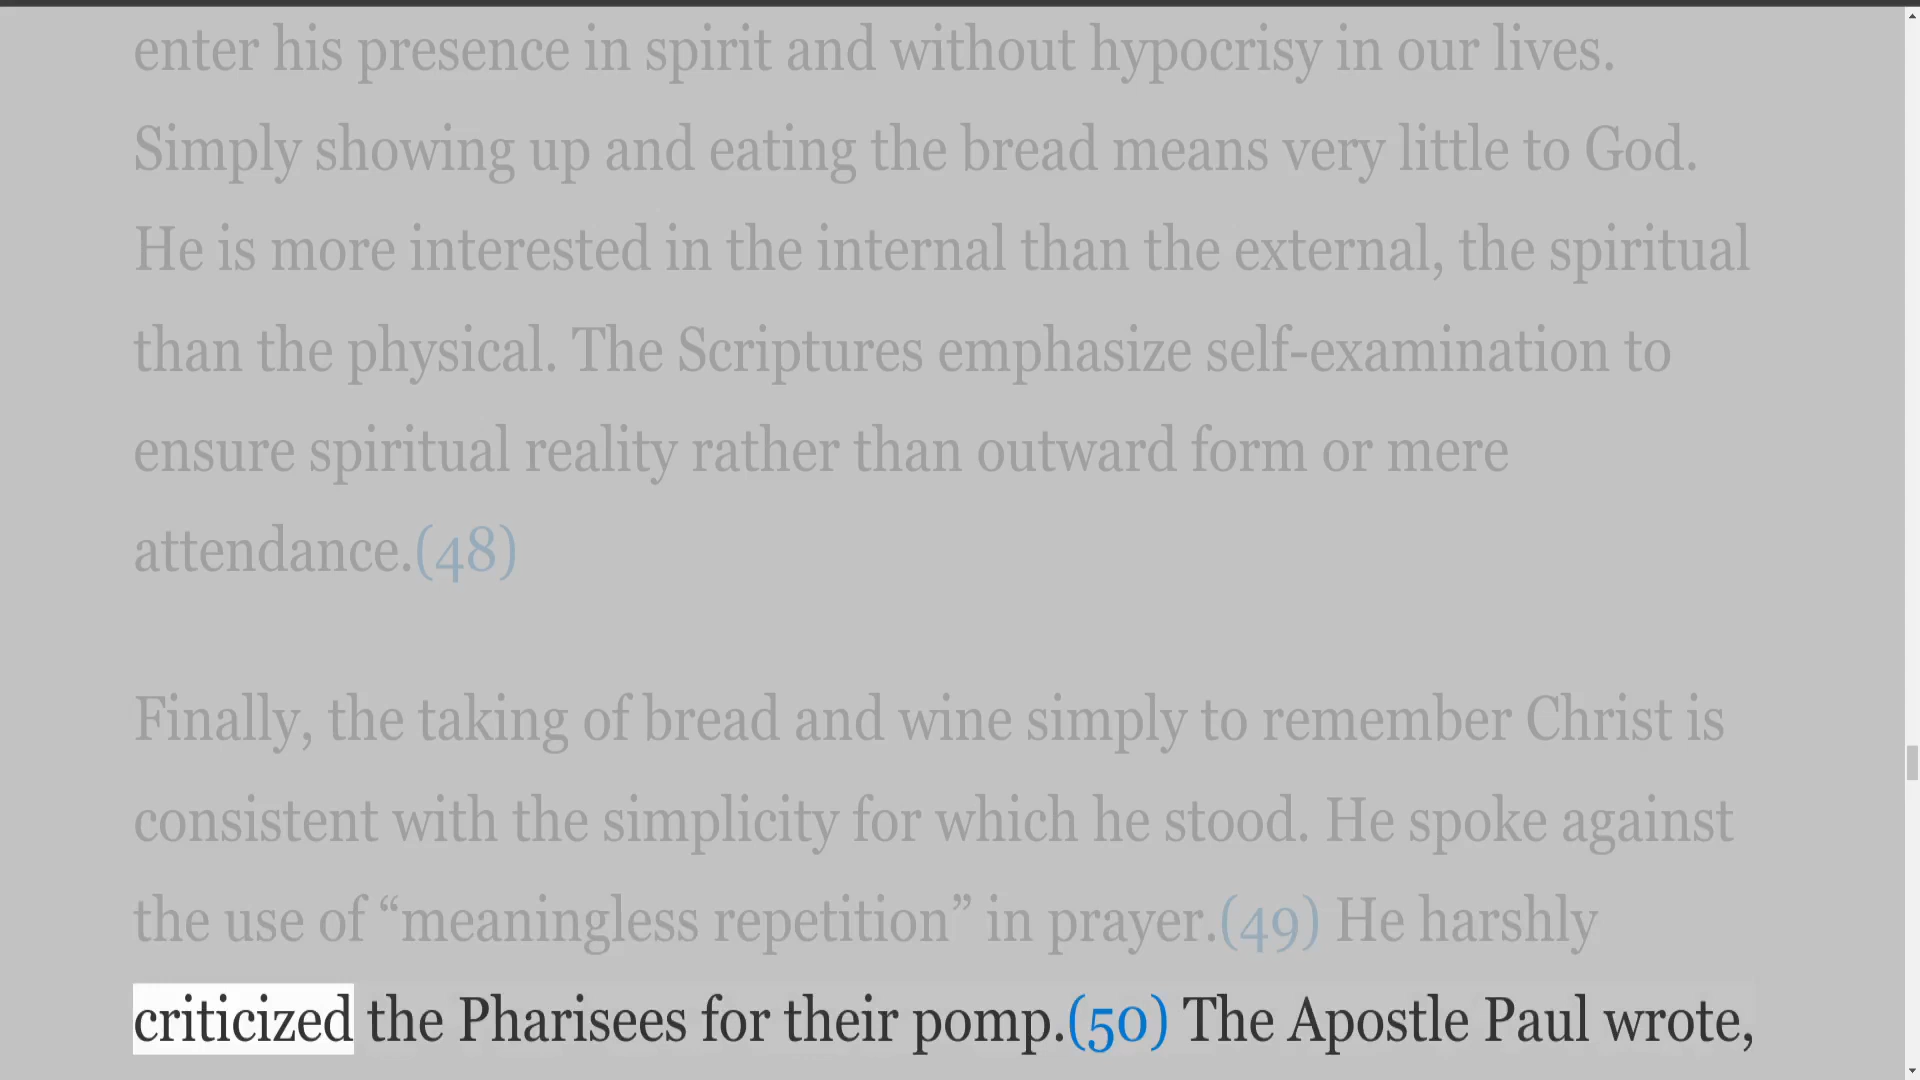 enter his presence in spirit and without hypocrisy in our lives.
Simply showing up and eating the bread means very little to God.
He is more interested in the internal than the external, the spiritual
than the physical. The Scriptures emphasize self-examination to
ensure spiritual reality rather than outward form or mere
attendance.(48)
Finally, the taking of bread and wine simply to remember Christ is
consistent with the simplicity for which he stood. He spoke against
the use of “meaningless repetition” in prayer.(49) He harshly
criticized the Pharisees for their pomp.(50) The Apostle Paul wrote,